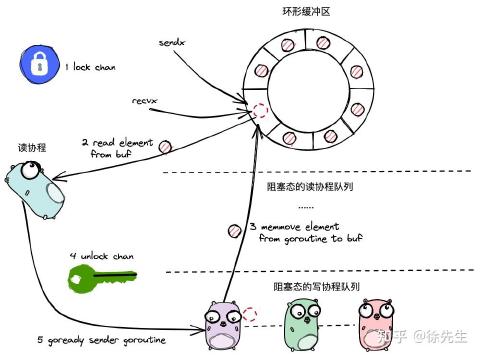 环形缓冲区
sendx
1 lock chan
recvx
读协程
2 read element
from buf
阻塞态的读协程队列
......
3 memmove element
from goroutine to buf
4 unlock chan
阻塞态的写协程队列
5 goready sender goroutine
知乎 @徐先生